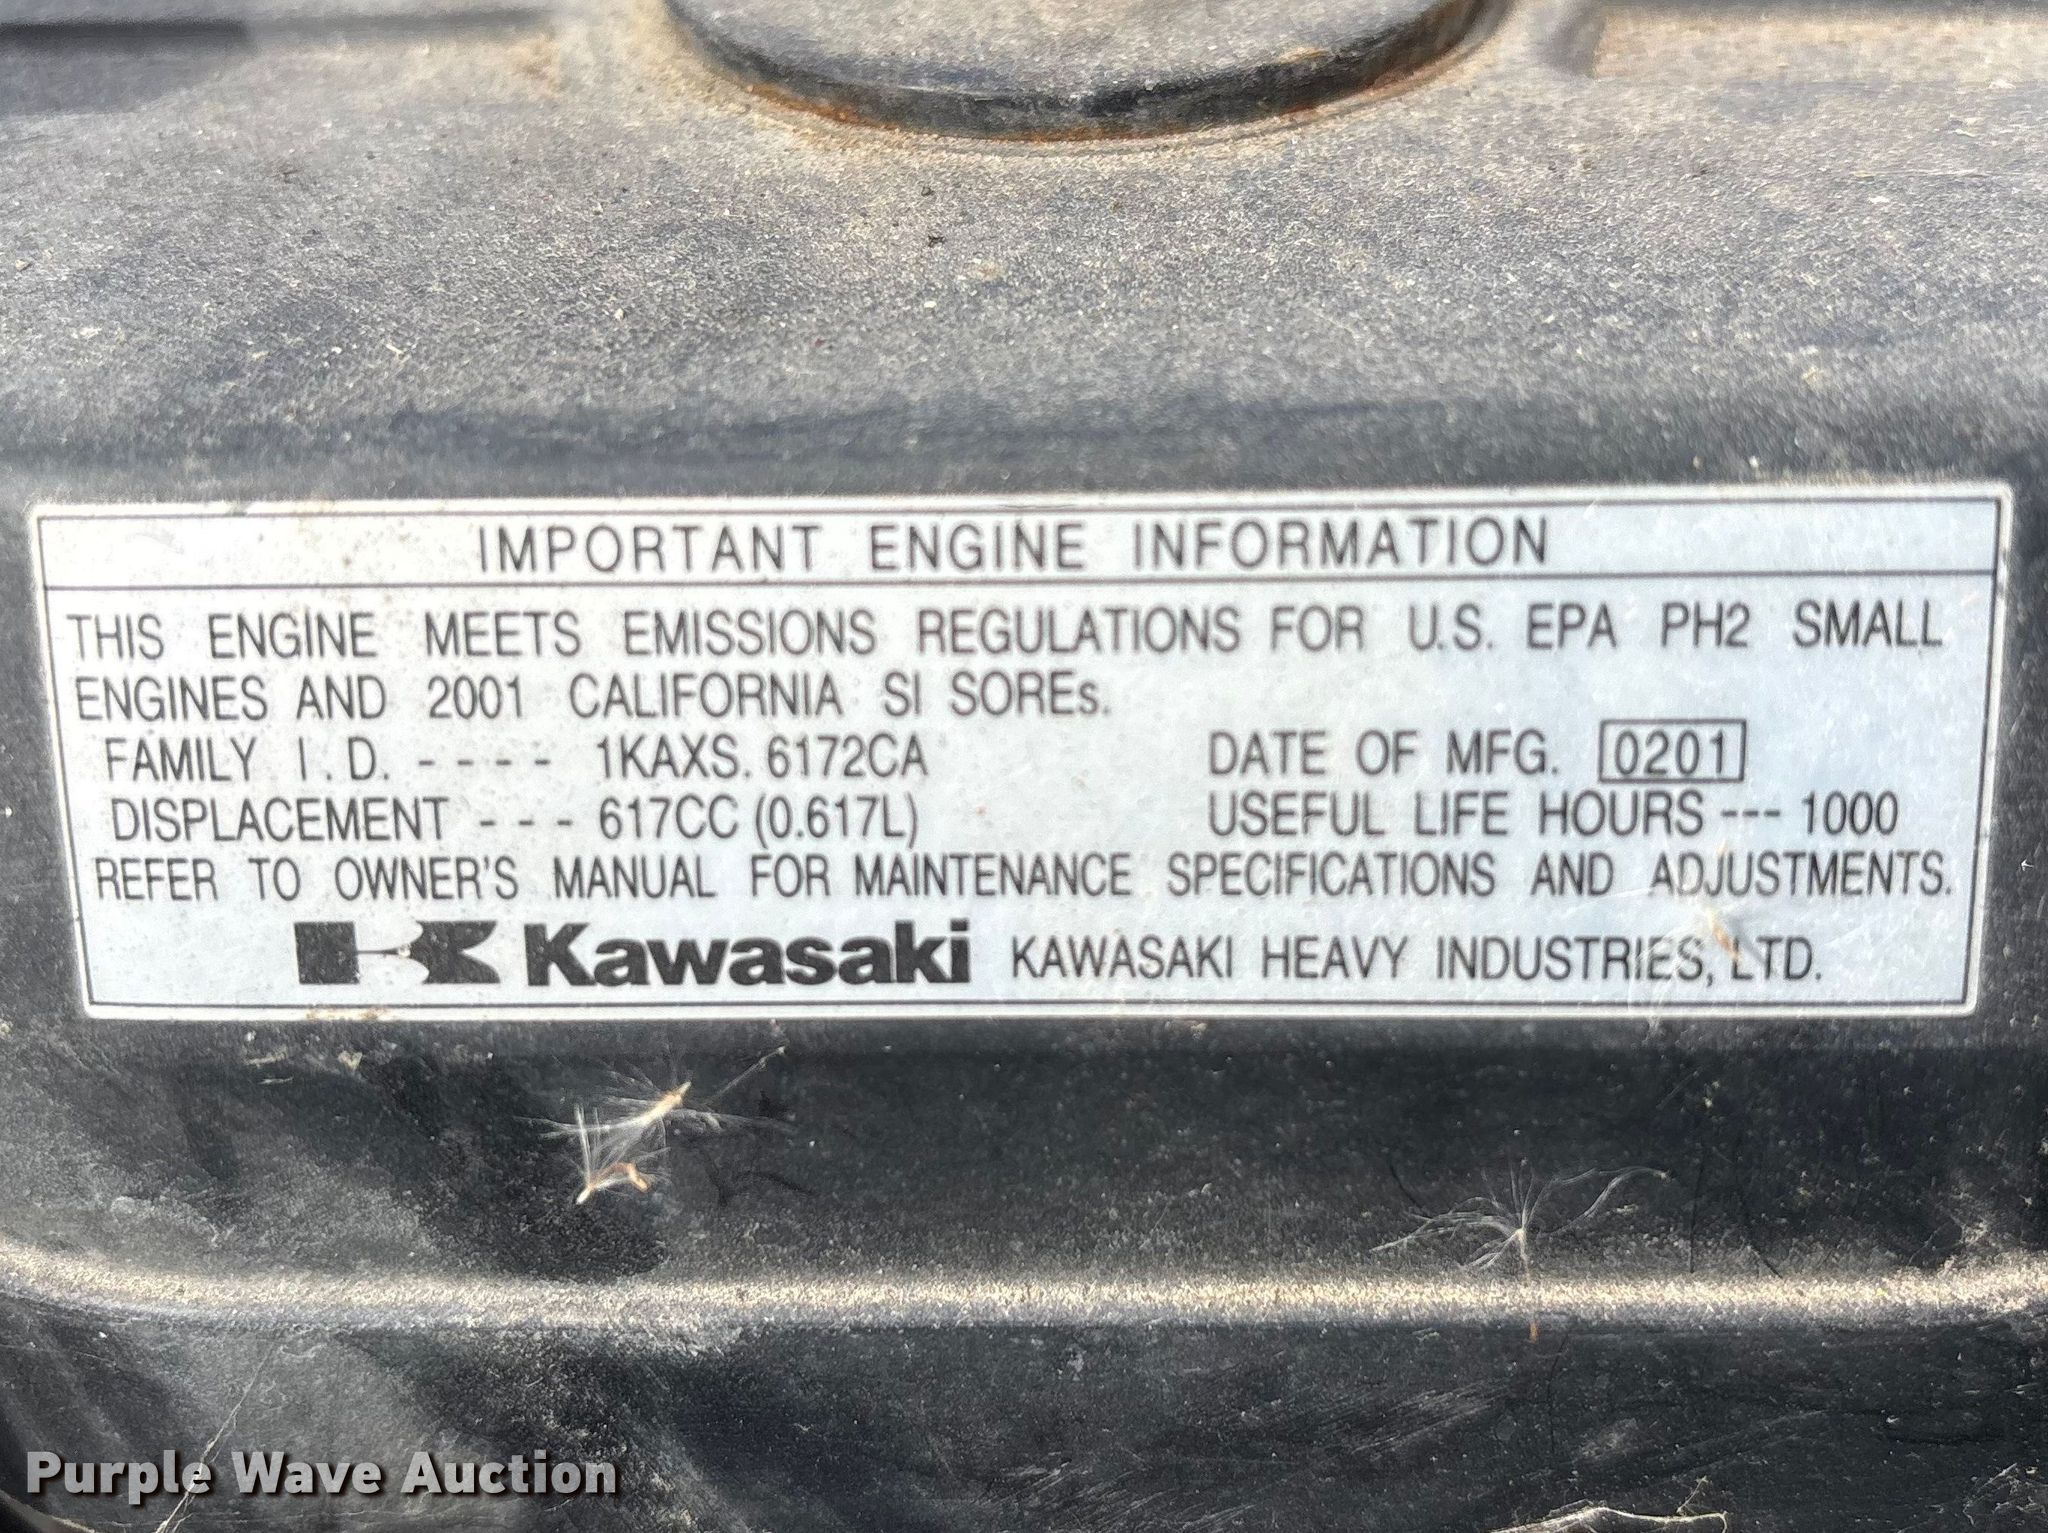 IMPORTANT ENGINE INFORMATION
THIS ENGINE MEETS EMISSIONS REGULATIONS FOR U.S. EPA PH2 SMALL
ENGINES AND 2001 CALIFORNIA SI SOREs.
FAMILY I.D. - - - - 1KAXS. 6172CA DATE OF MFG. 0201
DISPLACEMENT - - - 617CC (0.617L) USEFUL LIFE HOURS --- 1000
REFER TO OWNER'S MANUAL FOR MAINTENANCE SPECIFICATIONS AND ADJUSTMENTS.
Kawasaki KAWASAKI HEAVY INDUSTRIES, LTD.
Purple Wave Auction